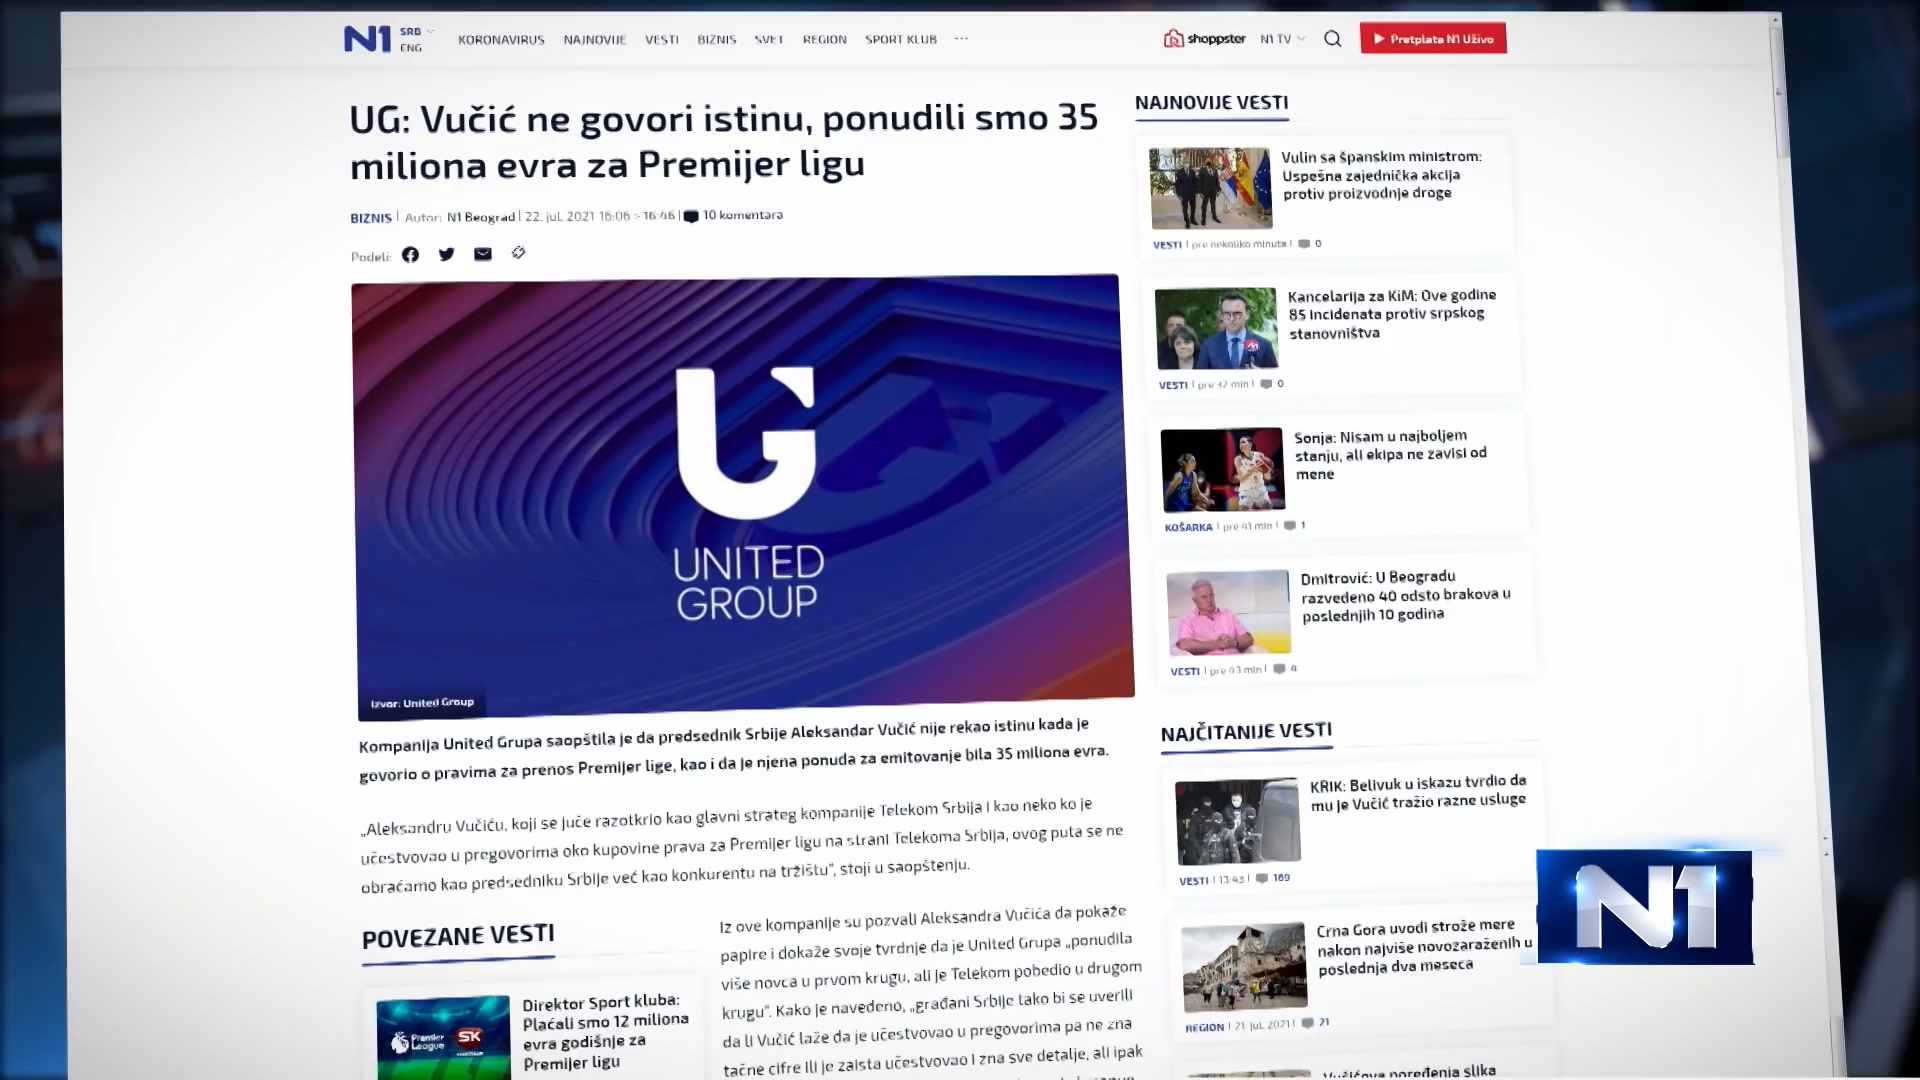 N1 SRB ENG KORONAVIRUS NAJNOVIJE VESTI BIZNIS SVET REGION SPORT KLUB ... shoppster N1 TV Pretplata N1 Uživo
UG: Vučić ne govori istinu, ponudili smo 35
miliona evra za Premijer ligu
BIZNIS | Autor: N1 Beograd | 22. jul. 2021 16:06 > 16:46 | 10 komentara
Podeli:
UG
UNITED
GROUP
Izvor: United Group
Kompanija United Grupa saopštila je da predsednik Srbije Aleksandar Vučić nije rekao istinu kada je
govorio o pravima za prenos Premijer lige, kao i da je njena ponuda za emitovanje bila 35 miliona evra.
„Aleksandru Vučiću, koji se juče razotkrio kao glavni strateg kompanije Telekom Srbija i kao neko ko je
učestvovao u pregovorima oko kupovine prava za Premijer ligu na strani Telekoma Srbija, ovog puta se ne
obraćamo kao predsedniku Srbije već kao konkurentu na tržištu“, stoji u saopštenju.
POVEZANE VESTI
Premier
League
SK
Direktor Sport kluba:
Plaćali smo 12 miliona
evra godišnje za
Premijer ligu
Iz ove kompanije su pozvali Aleksandra Vučića da pokaže
papire i dokaže svoje tvrdnje da je United Grupa „ponudila
više novca u prvom krugu, ali je Telekom pobedio u drugom
krugu“. Kako je navedeno, „građani Srbije tako bi se uverili
da li Vučić laže da je učestvovao u pregovorima pa ne zna
tačne cifre ili je zaista učestvovao i zna sve detalje, ali ipak
NAJNOVIJE VESTI
Vulin sa španskim ministrom:
Uspešna zajednička akcija
protiv proizvodnje droge
VESTI | pre nekoliko minuta | 0
Kancelarija za KiM: Ove godine
85 incidenata protiv srpskog
stanovništva
VESTI | pre 32 min | 0
Sonja: Nisam u najboljem
stanju, ali ekipa ne zavisi od
mene
KOŠARKA | pre 41 min | 1
Dmitrović: U Beogradu
razvedeno 40 odsto brakova u
poslednjih 10 godina
VESTI | pre 43 min | 4
NAJČITANIJE VESTI
KRIK: Belivuk u iskazu tvrdio da
mu je Vučić tražio razne usluge
VESTI | 13:43 | 169
Crna Gora uvodi strože mere
nakon najviše novozaraženih u
poslednja dva meseca
REGION | 21. jul. 2021 | 21
Vučićeva poređenja slika
N1